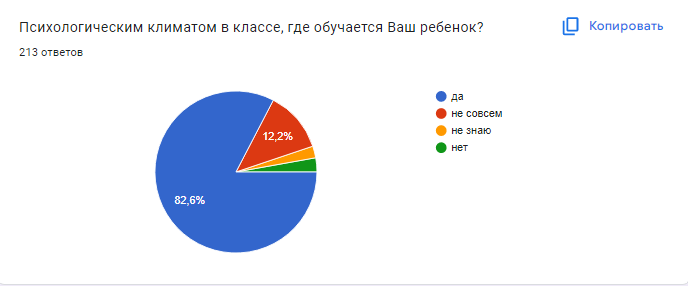 Психологическим климатом в классе, где обучается Ваш ребенок?
Копировать
213 ответов
да
не совсем
не знаю
нет
12,2%
82,6%